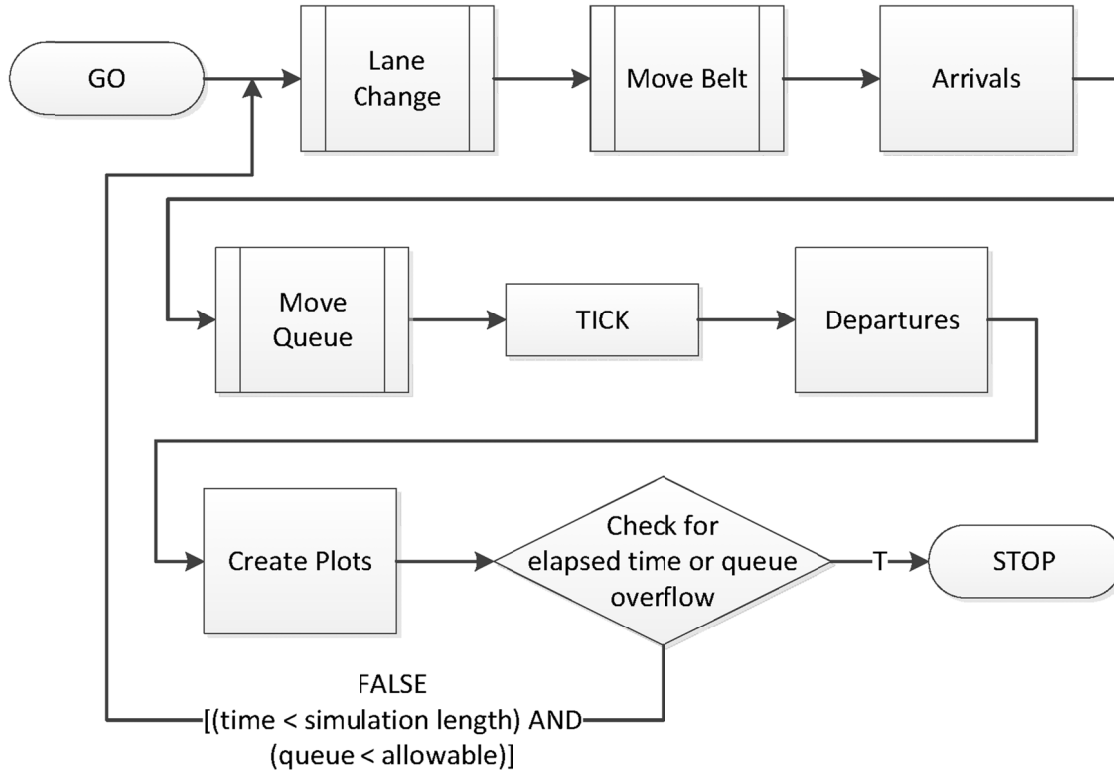 GO
Lane
Change
Move Belt
Arrivals
Move
Queue
TICK
Departures
Create Plots
Check for
elapsed time or queue
overflow
T
STOP
FALSE
[(time < simulation length) AND
(queue < allowable)]